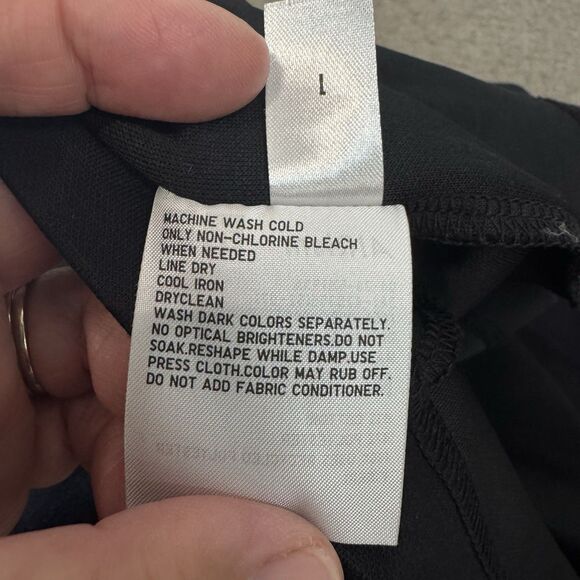 L
MACHINE WASH COLD
ONLY NON-CHLORINE BLEACH
WHEN NEEDED
LINE DRY
COOL IRON
DRYCLEAN
WASH DARK COLORS SEPARATELY.
NO OPTICAL BRIGHTENERS.DO NOT
SOAK.RESHAPE WHILE DAMP.USE
PRESS CLOTH.COLOR MAY RUB OFF.
DO NOT ADD FABRIC CONDITIONER.